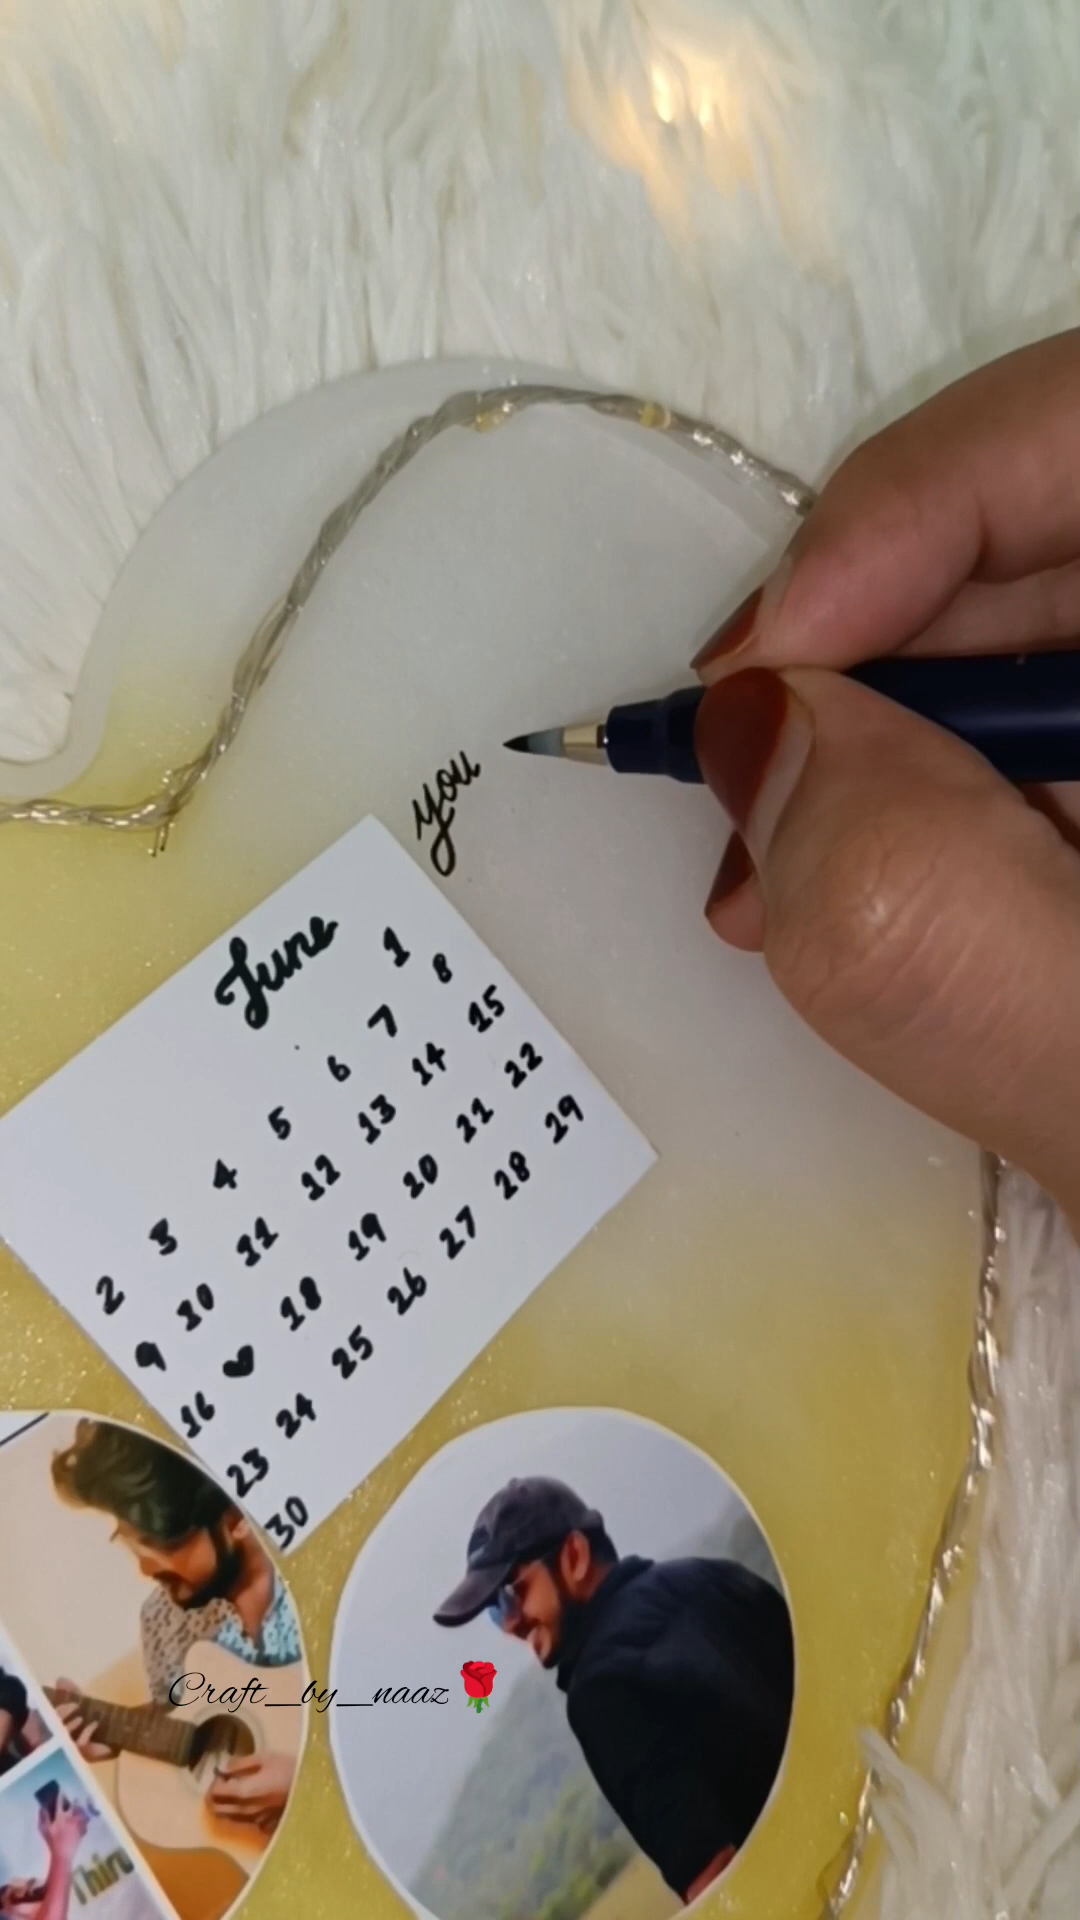 you
June
1
2 3 4 5 6 7 8
9 10 11 12 13 14 15
16 ♥ 18 19 20 21 22
23 24 25 26 27 28 29
30
Craft_by_naaz🌹